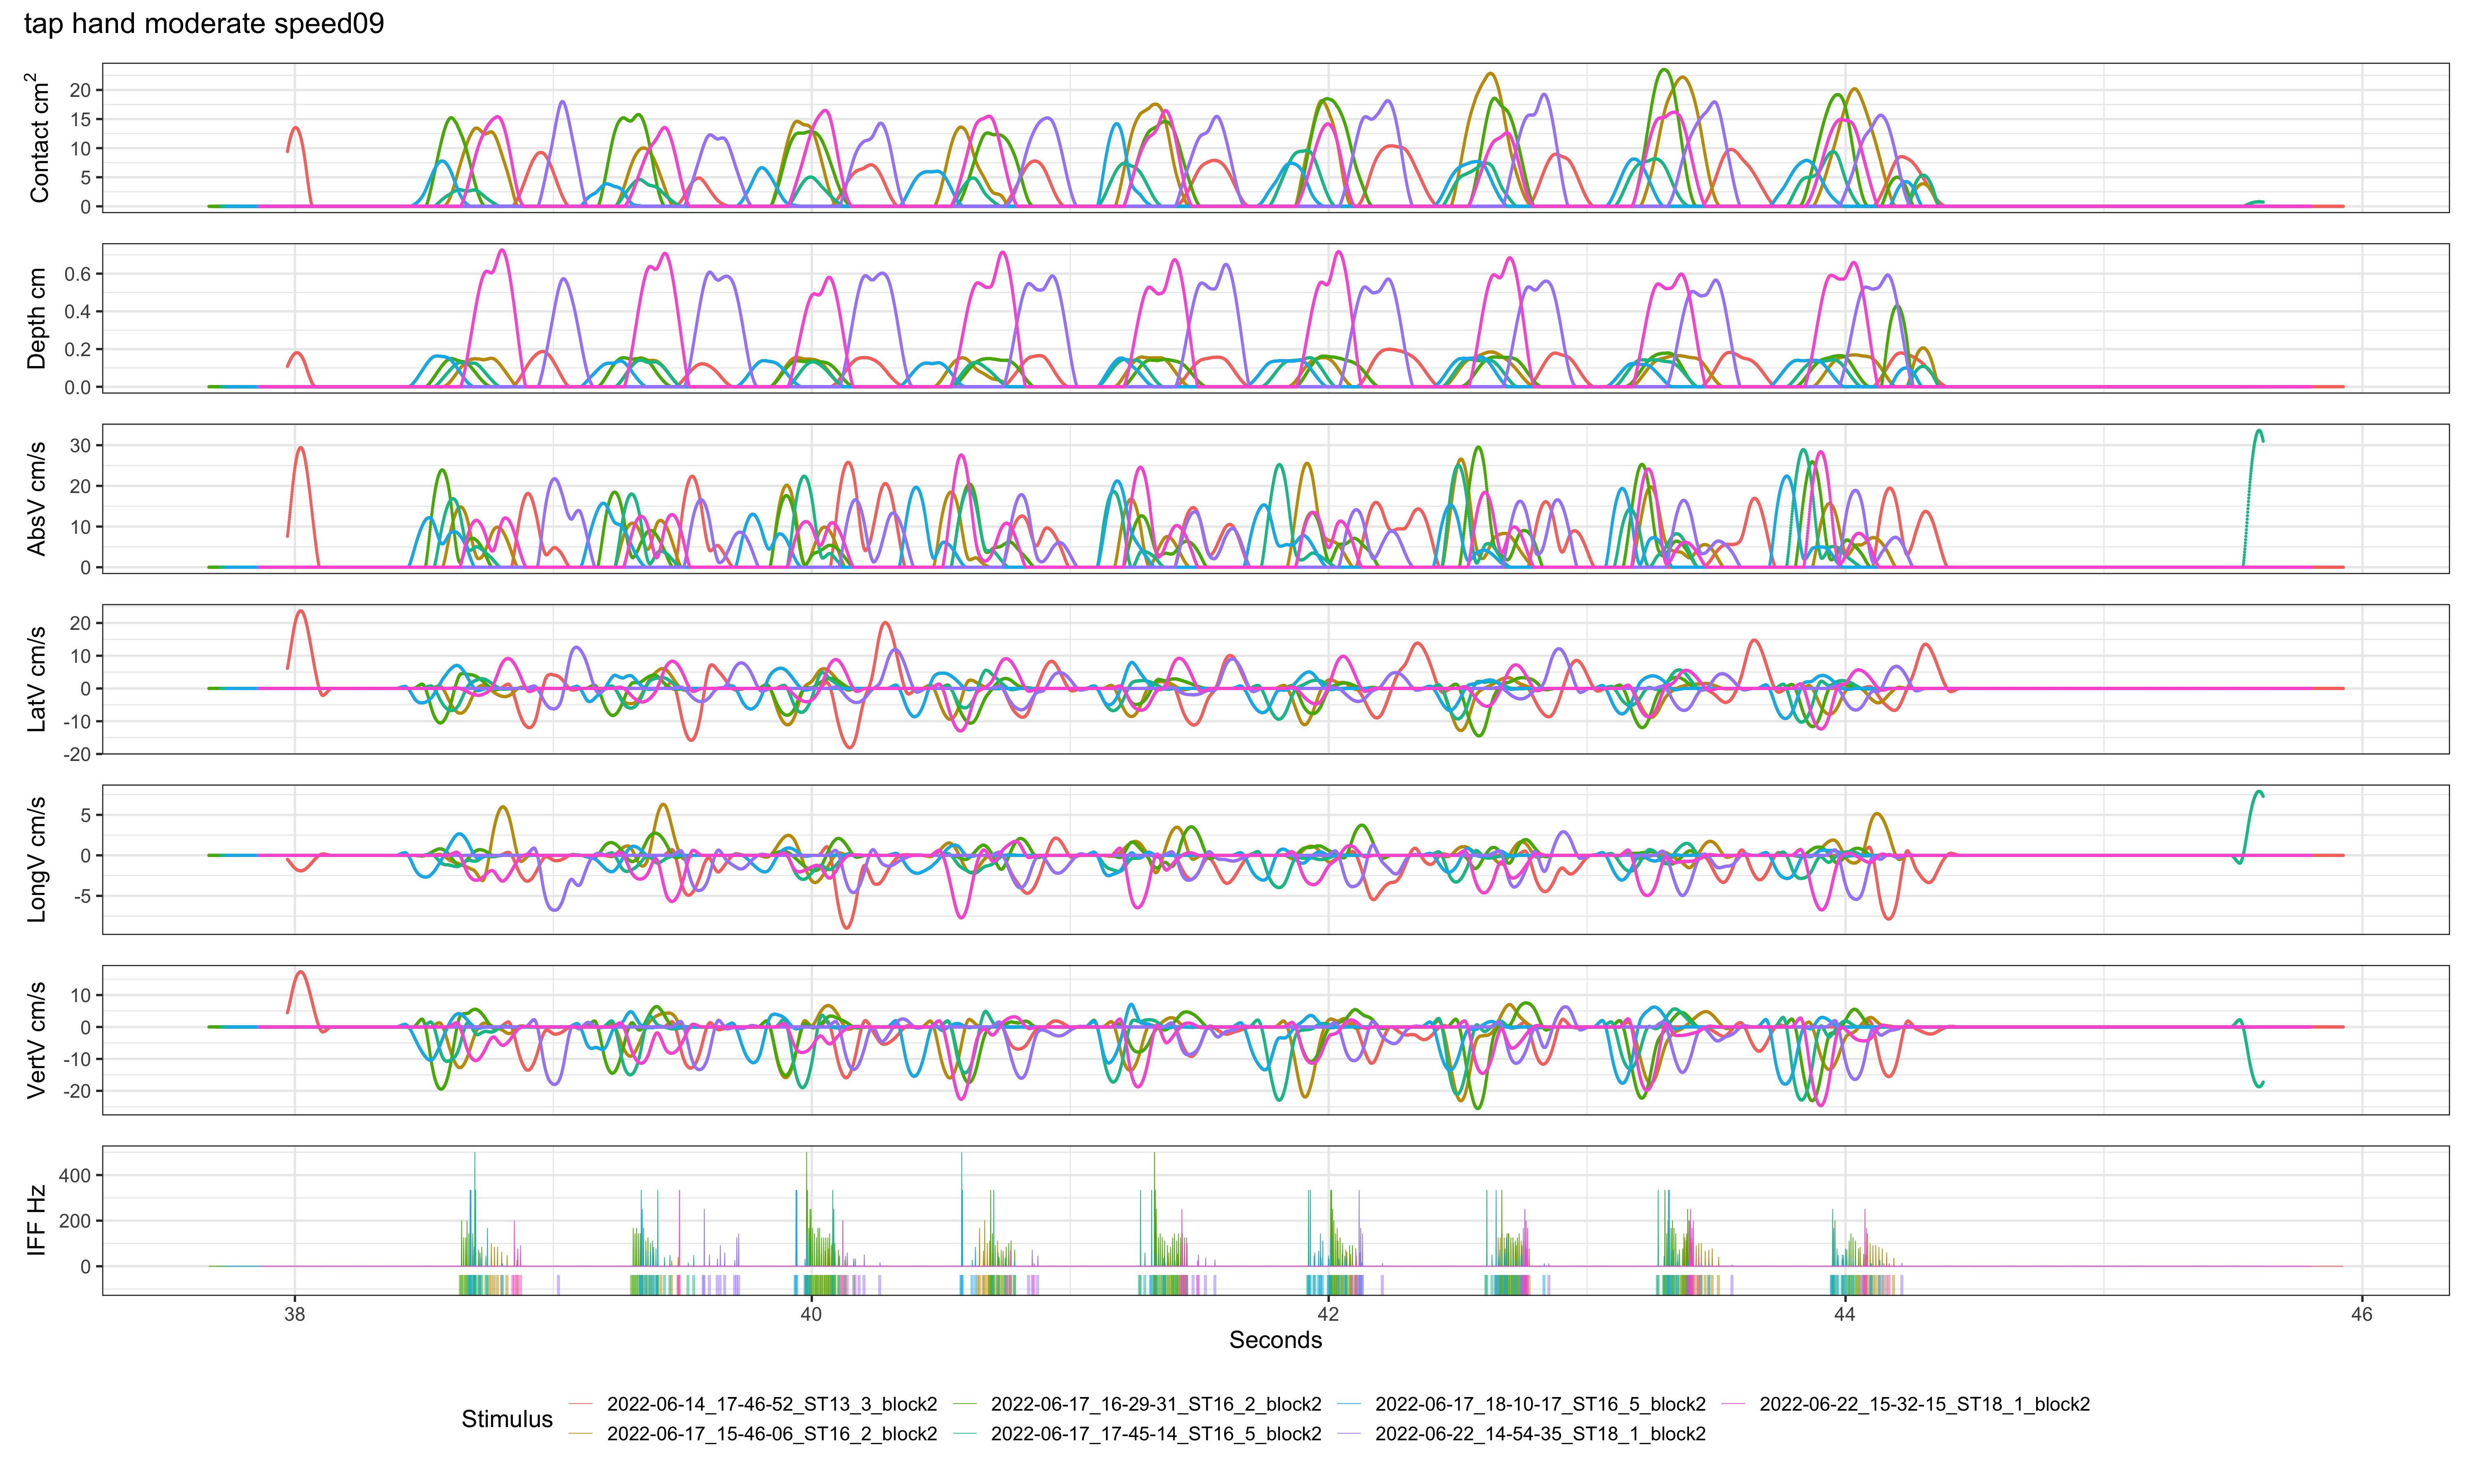 tap hand moderate speed09
Contact cm²
20
15
10
5
0
Depth cm
0.6
0.4
0.2
0.0
AbsV cm/s
30
20
10
0
LatV cm/s
20
10
0
-10
-20
LongV cm/s
5
0
-5
VertV cm/s
10
0
-10
-20
IFF Hz
400
200
0
38 40 42 44 46
Seconds
Stimulus
2022-06-14_17-46-52_ST13_3_block2 2022-06-17_16-29-31_ST16_2_block2 2022-06-17_18-10-17_ST16_5_block2 2022-06-22_15-32-15_ST18_1_block2
2022-06-17_15-46-06_ST16_2_block2 2022-06-17_17-45-14_ST16_5_block2 2022-06-22_14-54-35_ST18_1_block2